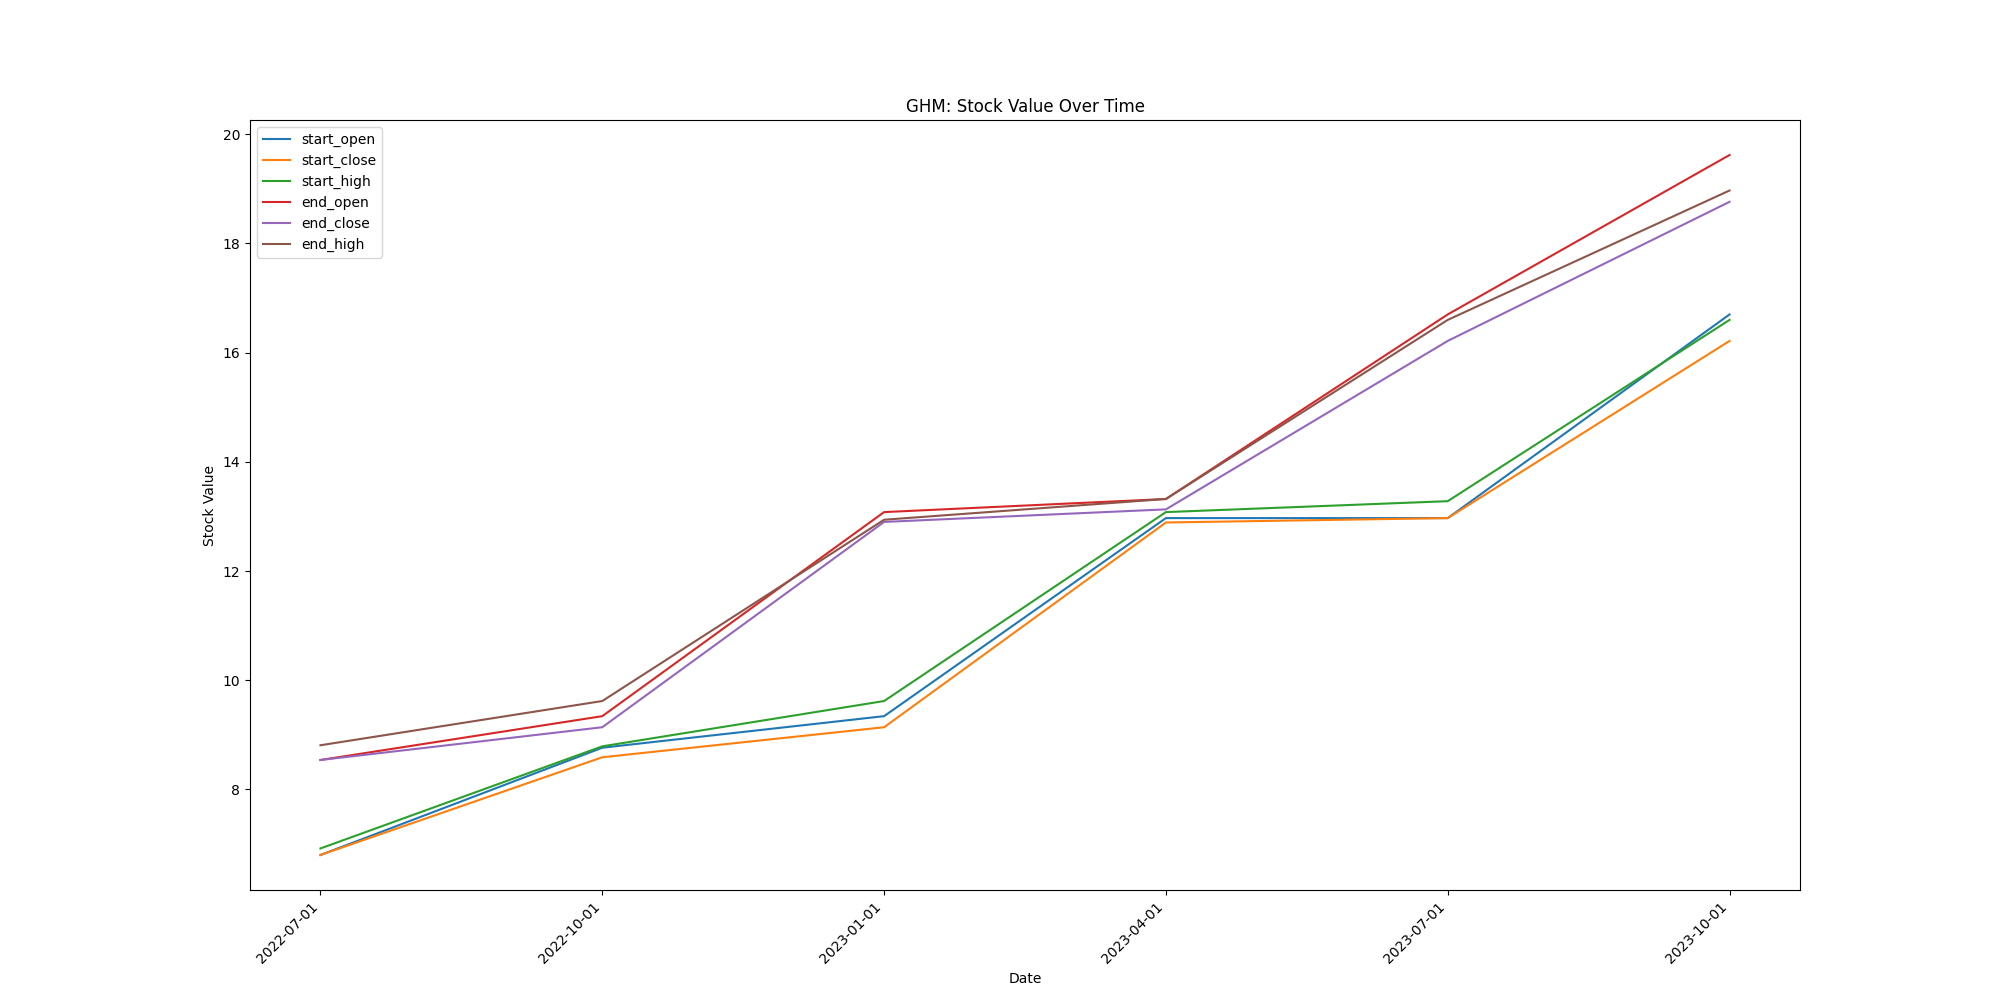 GHM: Stock Value Over Time
start_open
start_close
start_high
end_open
end_close
end_high
Stock Value
20
18
16
14
12
10
8
2022-07-01
2022-10-01
2023-01-01
2023-04-01
2023-07-01
2023-10-01
Date